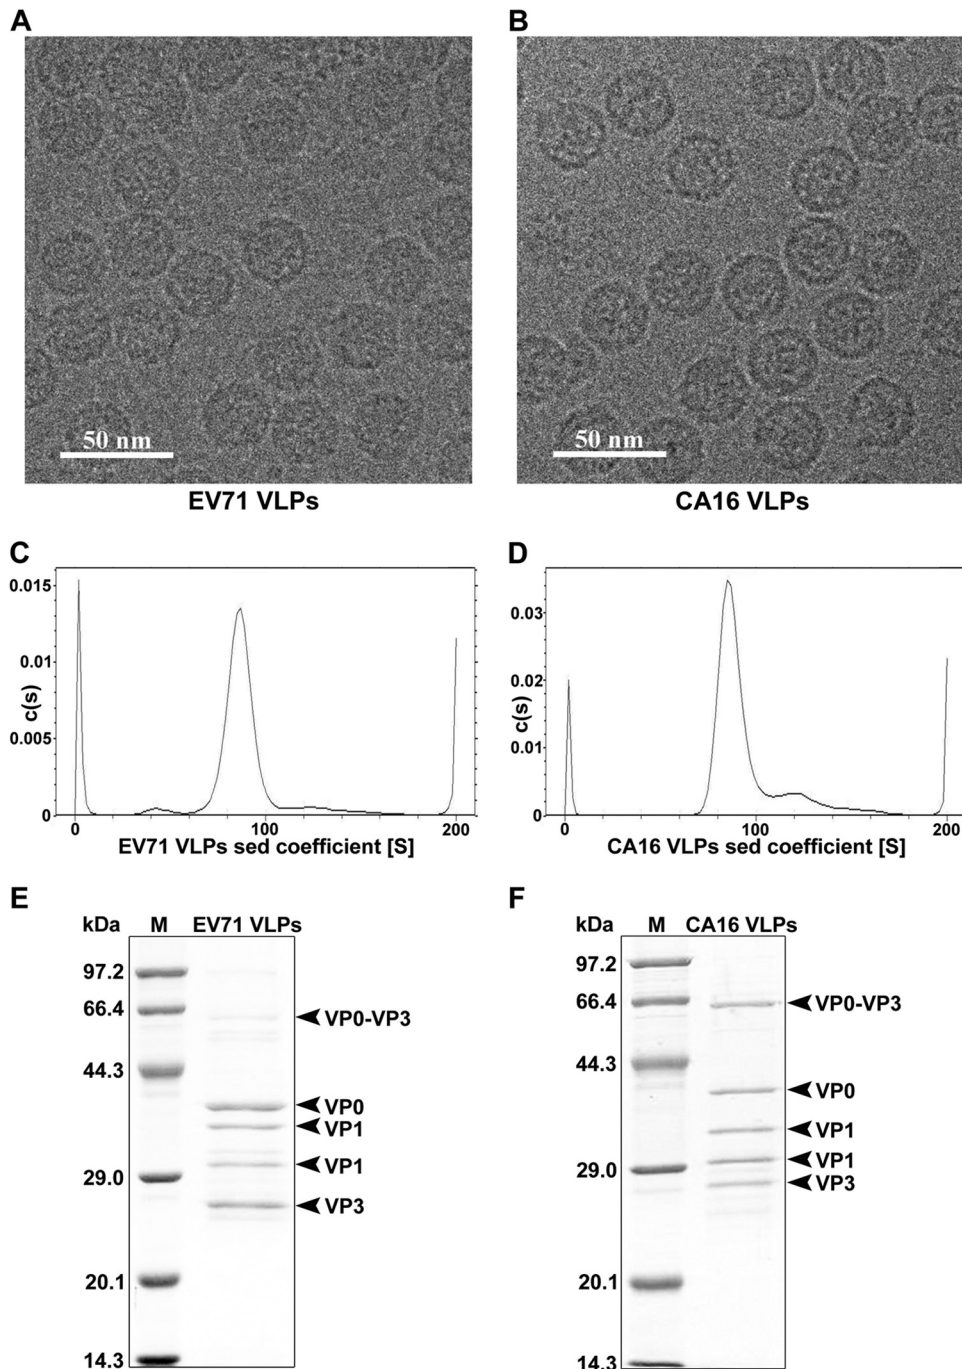 A
B
50 nm
50 nm
EV71 VLPs
CA16 VLPs
C
D
0.015
0.01
0.005
0
c(s)
0
100
200
EV71 VLPs sed coefficient [S]
0.03
0.02
0.01
0
c(s)
0
100
200
CA16 VLPs sed coefficient [S]
E
kDa M EV71 VLPs
97.2
66.4
VP0-VP3
44.3
VP0
VP1
VP1
29.0
VP3
20.1
14.3
F
kDa M CA16 VLPs
97.2
66.4
VP0-VP3
44.3
VP0
VP1
VP1
29.0
VP3
20.1
14.3